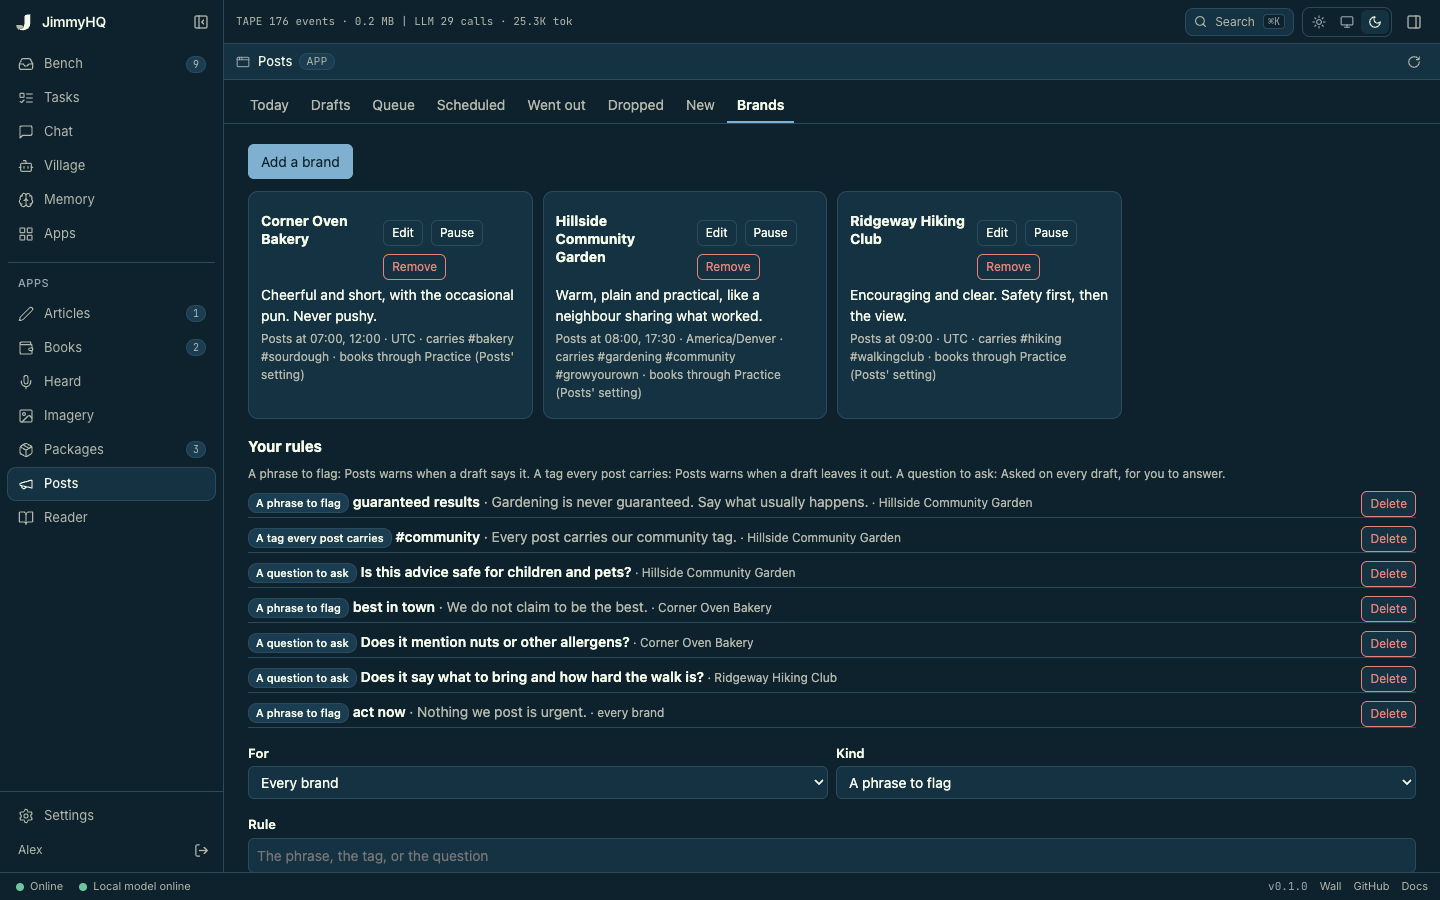 JimmyHQ
TAPE 176 events · 0.2 MB | LLM 29 calls · 25.3K tok
Search ⌘K
Bench 9
Tasks
Chat
Village
Memory
Apps
APPS
Articles 1
Books 2
Heard
Imagery
Packages 3
Posts
Reader
Settings
Alex
Posts APP
Today Drafts Queue Scheduled Went out Dropped New Brands
Add a brand
Corner Oven
Bakery
Edit Pause
Remove
Cheerful and short, with the occasional
pun. Never pushy.
Posts at 07:00, 12:00 · UTC · carries #bakery
#sourdough · books through Practice (Posts'
setting)
Hillside
Community
Garden
Edit Pause
Remove
Warm, plain and practical, like a
neighbour sharing what worked.
Posts at 08:00, 17:30 · America/Denver ·
carries #gardening #community
#growyourown · books through Practice
(Posts' setting)
Ridgeway Hiking
Club
Edit Pause
Remove
Encouraging and clear. Safety first, then
the view.
Posts at 09:00 · UTC · carries #hiking
#walkingclub · books through Practice
(Posts' setting)
Your rules
A phrase to flag: Posts warns when a draft says it. A tag every post carries: Posts warns when a draft leaves it out. A question to ask: Asked on every draft, for you to answer.
A phrase to flag guaranteed results · Gardening is never guaranteed. Say what usually happens. · Hillside Community Garden Delete
A tag every post carries #community · Every post carries our community tag. · Hillside Community Garden Delete
A question to ask Is this advice safe for children and pets? · Hillside Community Garden Delete
A phrase to flag best in town · We do not claim to be the best. · Corner Oven Bakery Delete
A question to ask Does it mention nuts or other allergens? · Corner Oven Bakery Delete
A question to ask Does it say what to bring and how hard the walk is? · Ridgeway Hiking Club Delete
A phrase to flag act now · Nothing we post is urgent. · every brand Delete
For
Every brand
Kind
A phrase to flag
Rule
The phrase, the tag, or the question
Online Local model online
v0.1.0 Wall GitHub Docs